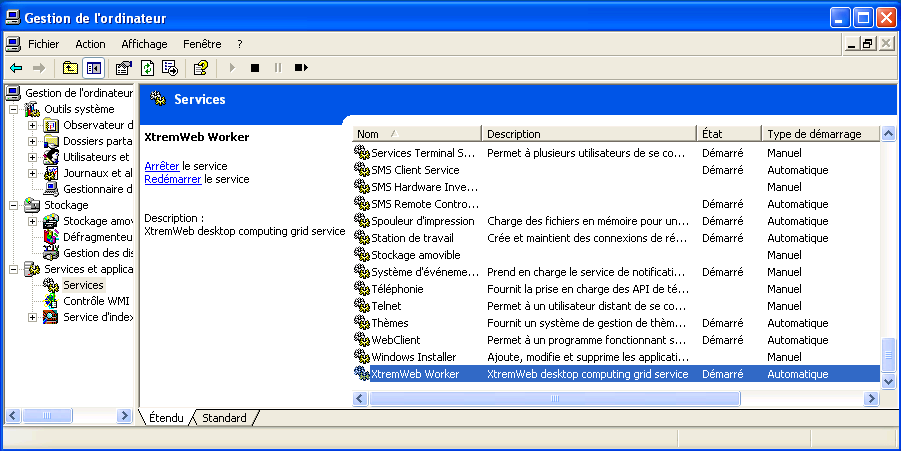 Gestion de l'ordinateur
Fichier Action Affichage Fenêtre ?
Gestion de l'ordinateur
Outils système
Observateur d
Dossiers parta
Utilisateurs et
Journaux et al
Gestionnaire d
Stockage
Stockage amov
Défragmenteu
Gestion des dis
Services et applica
Services
Contrôle WMI
Service d'index
Services
XtremWeb Worker
Arrêter le service
Redémarrer le service
Description :
XtremWeb desktop computing grid service
Nom Description État Type de démarrage
Services Terminal S... Permet à plusieurs utilisateurs de se co... Démarré Manuel
SMS Client Service Démarré Automatique
SMS Hardware Inve... Manuel
SMS Remote Contro... Démarré Automatique
Spouleur d'impression Charge des fichiers en mémoire pour un... Démarré Automatique
Station de travail Crée et maintient des connexions de ré... Démarré Automatique
Stockage amovible Manuel
Système d'événeme... Prend en charge le service de notificati... Démarré Manuel
Téléphonie Fournit la prise en charge des API de té... Manuel
Telnet Permet à un utilisateur distant de se co... Manuel
Thèmes Fournit un système de gestion de thèm... Démarré Automatique
WebClient Permet à un programme fonctionnant s... Démarré Automatique
Windows Installer Ajoute, modifie et supprime les applicati... Manuel
XtremWeb Worker XtremWeb desktop computing grid service Démarré Automatique
Étendu Standard